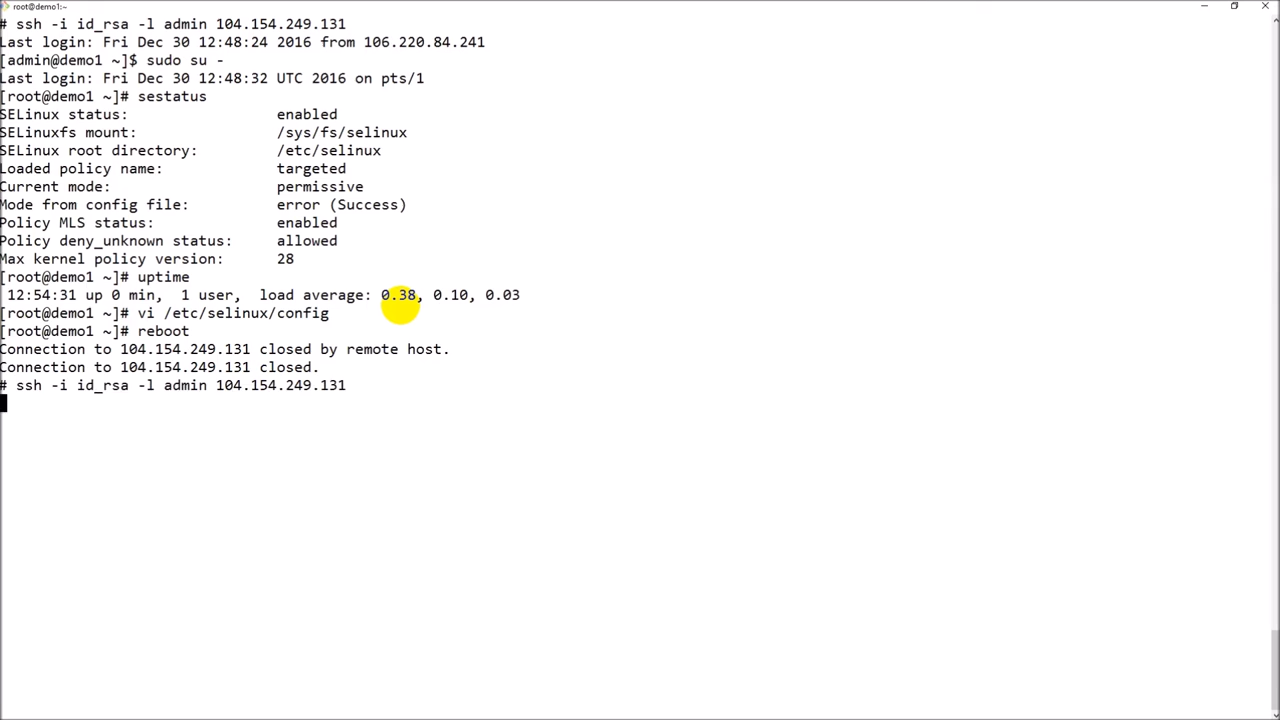 root@demo1:~
# ssh -i id_rsa -l admin 104.154.249.131
Last login: Fri Dec 30 12:48:24 2016 from 106.220.84.241
[admin@demo1 ~]$ sudo su -
Last login: Fri Dec 30 12:48:32 UTC 2016 on pts/1
[root@demo1 ~]# sestatus
SELinux status:                 enabled
SELinuxfs mount:                /sys/fs/selinux
SELinux root directory:         /etc/selinux
Loaded policy name:             targeted
Current mode:                   permissive
Mode from config file:          error (Success)
Policy MLS status:              enabled
Policy deny_unknown status:     allowed
Max kernel policy version:      28
[root@demo1 ~]# uptime
 12:54:31 up 0 min,  1 user,  load average: 0.38, 0.10, 0.03
[root@demo1 ~]# vi /etc/selinux/config
[root@demo1 ~]# reboot
Connection to 104.154.249.131 closed by remote host.
Connection to 104.154.249.131 closed.
# ssh -i id_rsa -l admin 104.154.249.131